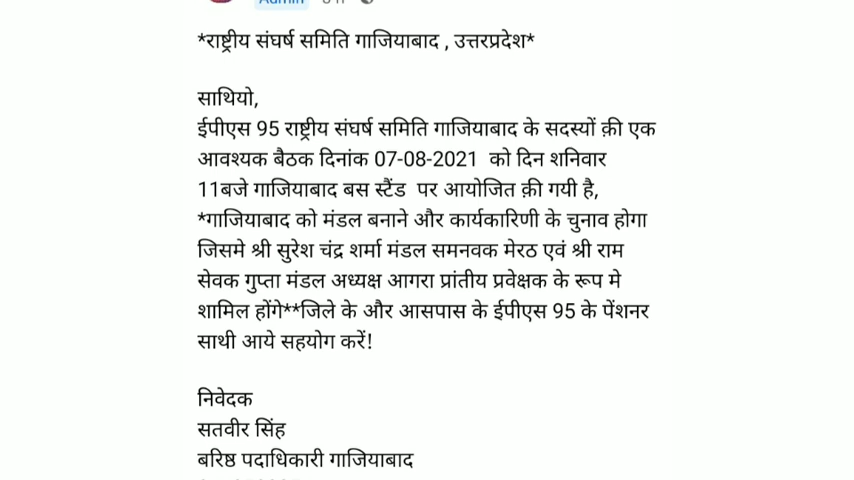 Admin
*राष्ट्रीय संघर्ष समिति गाजियाबाद , उत्तरप्रदेश*
साथियो,
ईपीएस 95 राष्ट्रीय संघर्ष समिति गाजियाबाद के सदस्यों क़ी एक
आवश्यक बैठक दिनांक 07-08-2021 को दिन शनिवार
11बजे गाजियाबाद बस स्टैंड पर आयोजित क़ी गयी है,
*गाजियाबाद को मंडल बनाने और कार्यकारिणी के चुनाव होगा
जिसमे श्री सुरेश चंद्र शर्मा मंडल समनवक मेरठ एवं श्री राम
सेवक गुप्ता मंडल अध्यक्ष आगरा प्रांतीय प्रवेक्षक के रूप मे
शामिल होंगे**जिले के और आसपास के ईपीएस 95 के पेंशनर
साथी आये सहयोग करें!
निवेदक
सतवीर सिंह
बरिष्ठ पदाधिकारी गाजियाबाद